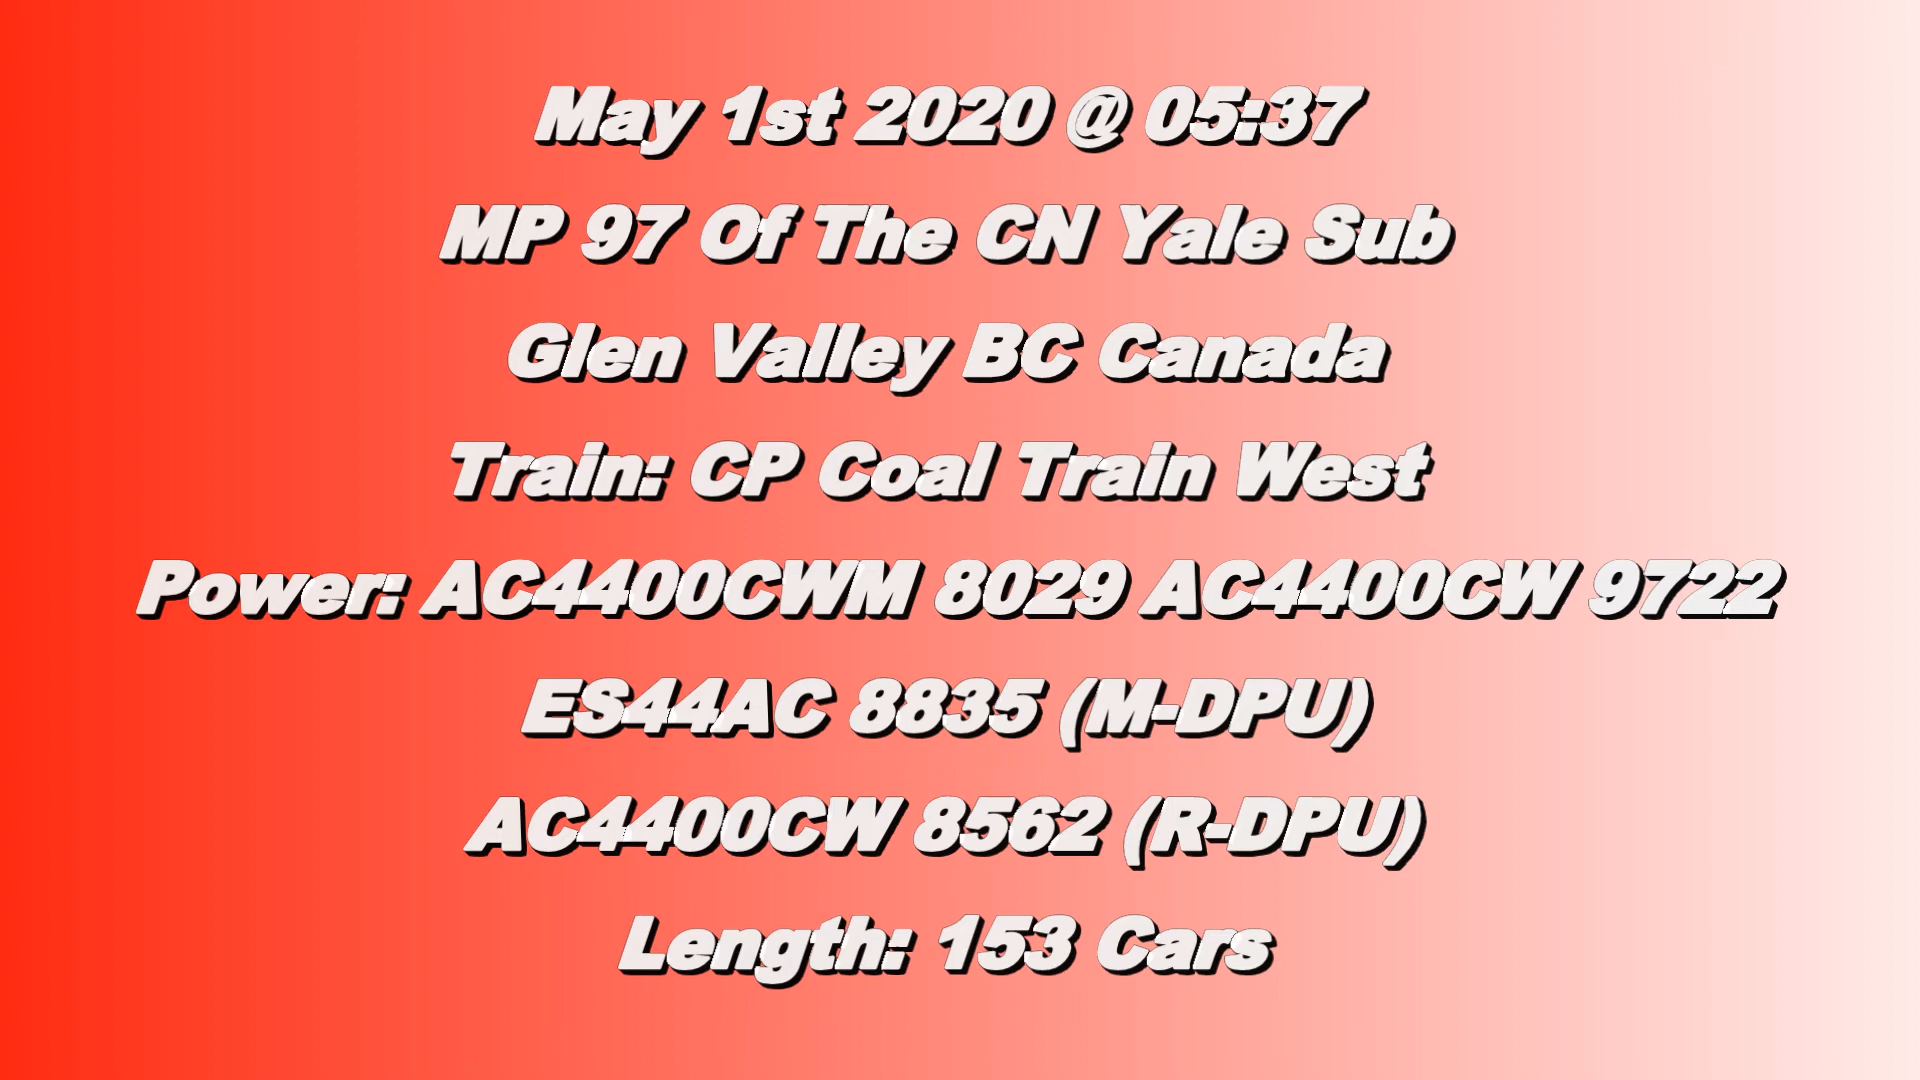 May 1st 2020 @ 05:37
MP 97 Of The CN Yale Sub
Glen Valley BC Canada
Train: CP Coal Train West
Power: AC4400CWM 8029 AC4400CW 9722
ES44AC 8835 (M-DPU)
AC4400CW 8562 (R-DPU)
Length: 153 Cars